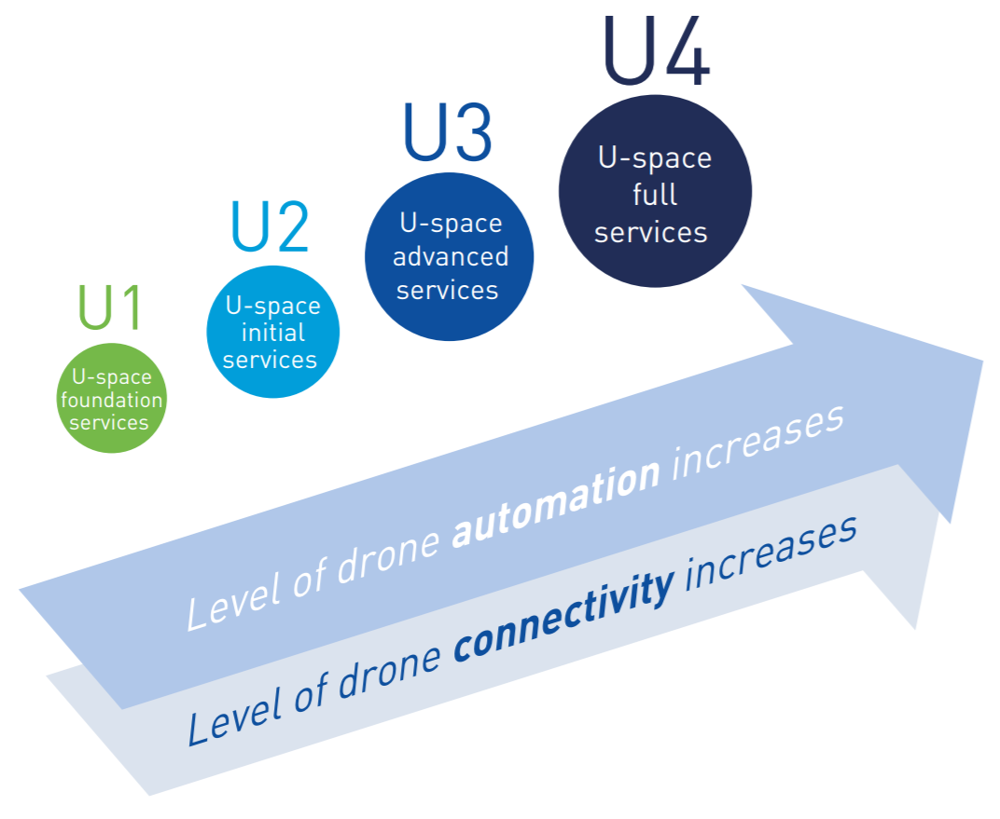 U1
U-space
foundation
services
U2
U-space
initial
services
U3
U-space
advanced
services
U4
U-space
full
services
Level of drone automation increases
Level of drone connectivity increases